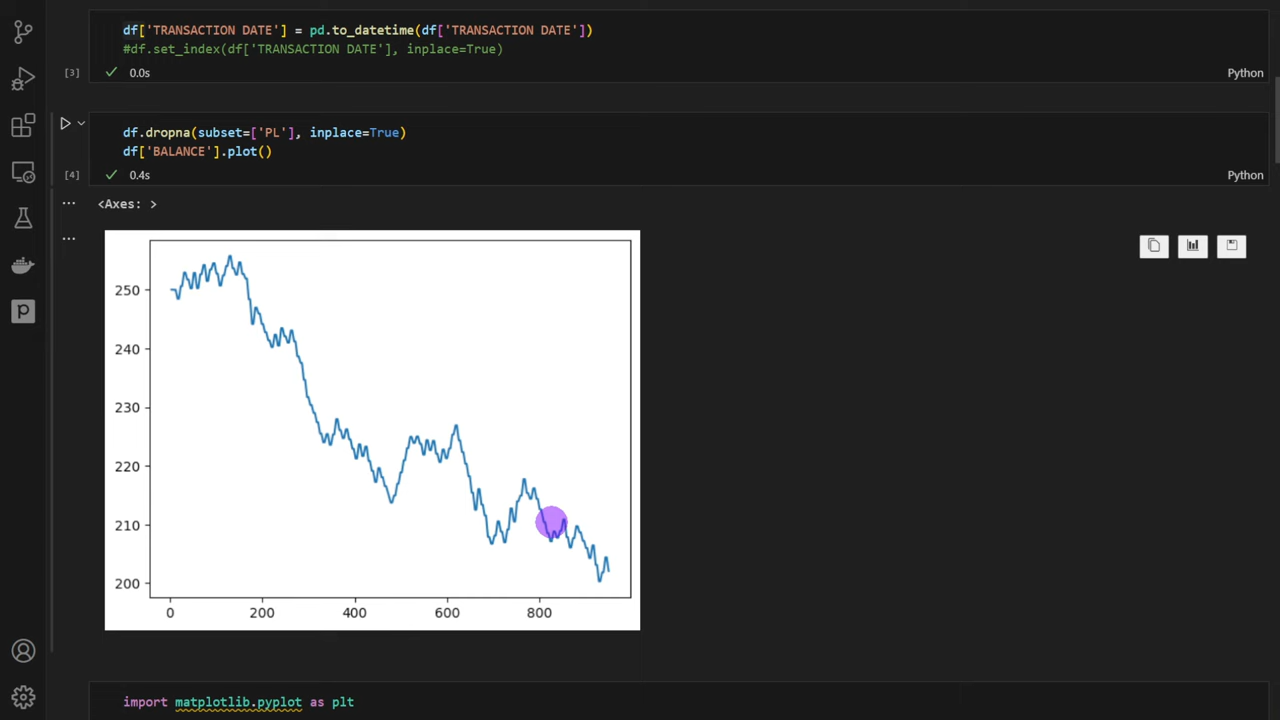 df['TRANSACTION DATE'] = pd.to_datetime(df['TRANSACTION DATE'])
#df.set_index(df['TRANSACTION DATE'], inplace=True)
[3]
0.0s
Python
df.dropna(subset=['PL'], inplace=True)
df['BALANCE'].plot()
[4]
0.4s
Python
<Axes: >
250
240
230
220
210
200
0 200 400 600 800
import matplotlib.pyplot as plt